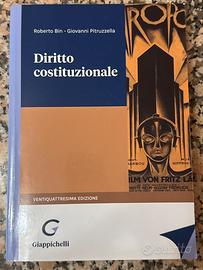 Roberto Bin - Giovanni Pitruzzella
Diritto
costituzionale
VENTIQUATTRESIMA EDIZIONE
G
Giappichelli
FILM VON FRITZ LANG